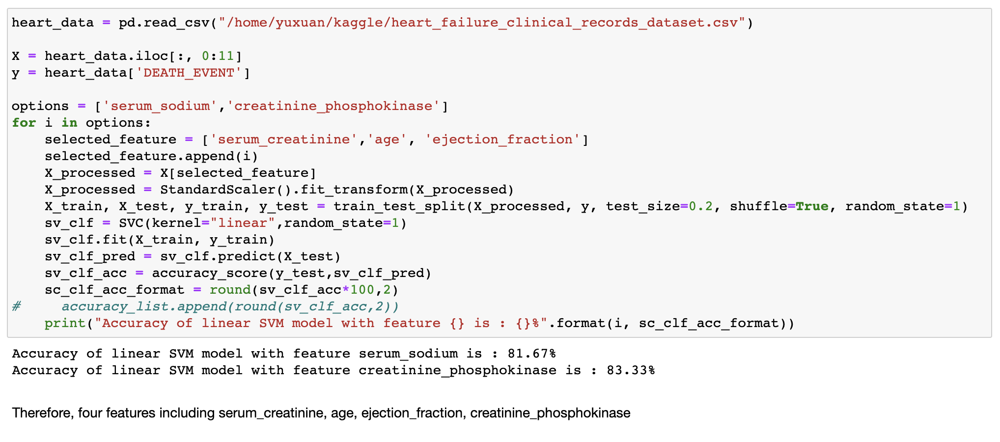 heart_data = pd.read_csv("/home/yuxuan/kaggle/heart_failure_clinical_records_dataset.csv")
X = heart_data.iloc[:, 0:11]
y = heart_data['DEATH_EVENT']
options = ['serum_sodium','creatinine_phosphokinase']
for i in options:
    selected_feature = ['serum_creatinine','age', 'ejection_fraction']
    selected_feature.append(i)
    X_processed = X[selected_feature]
    X_processed = StandardScaler().fit_transform(X_processed)
    X_train, X_test, y_train, y_test = train_test_split(X_processed, y, test_size=0.2, shuffle=True, random_state=1)
    sv_clf = SVC(kernel="linear",random_state=1)
    sv_clf.fit(X_train, y_train)
    sv_clf_pred = sv_clf.predict(X_test)
    sv_clf_acc = accuracy_score(y_test,sv_clf_pred)
    sc_clf_acc_format = round(sv_clf_acc*100,2)
#     accuracy_list.append(round(sv_clf_acc,2))
    print("Accuracy of linear SVM model with feature {} is : {}%".format(i, sc_clf_acc_format))
Accuracy of linear SVM model with feature serum_sodium is : 81.67%
Accuracy of linear SVM model with feature creatinine_phosphokinase is : 83.33%
Therefore, four features including serum_creatinine, age, ejection_fraction, creatinine_phosphokinase